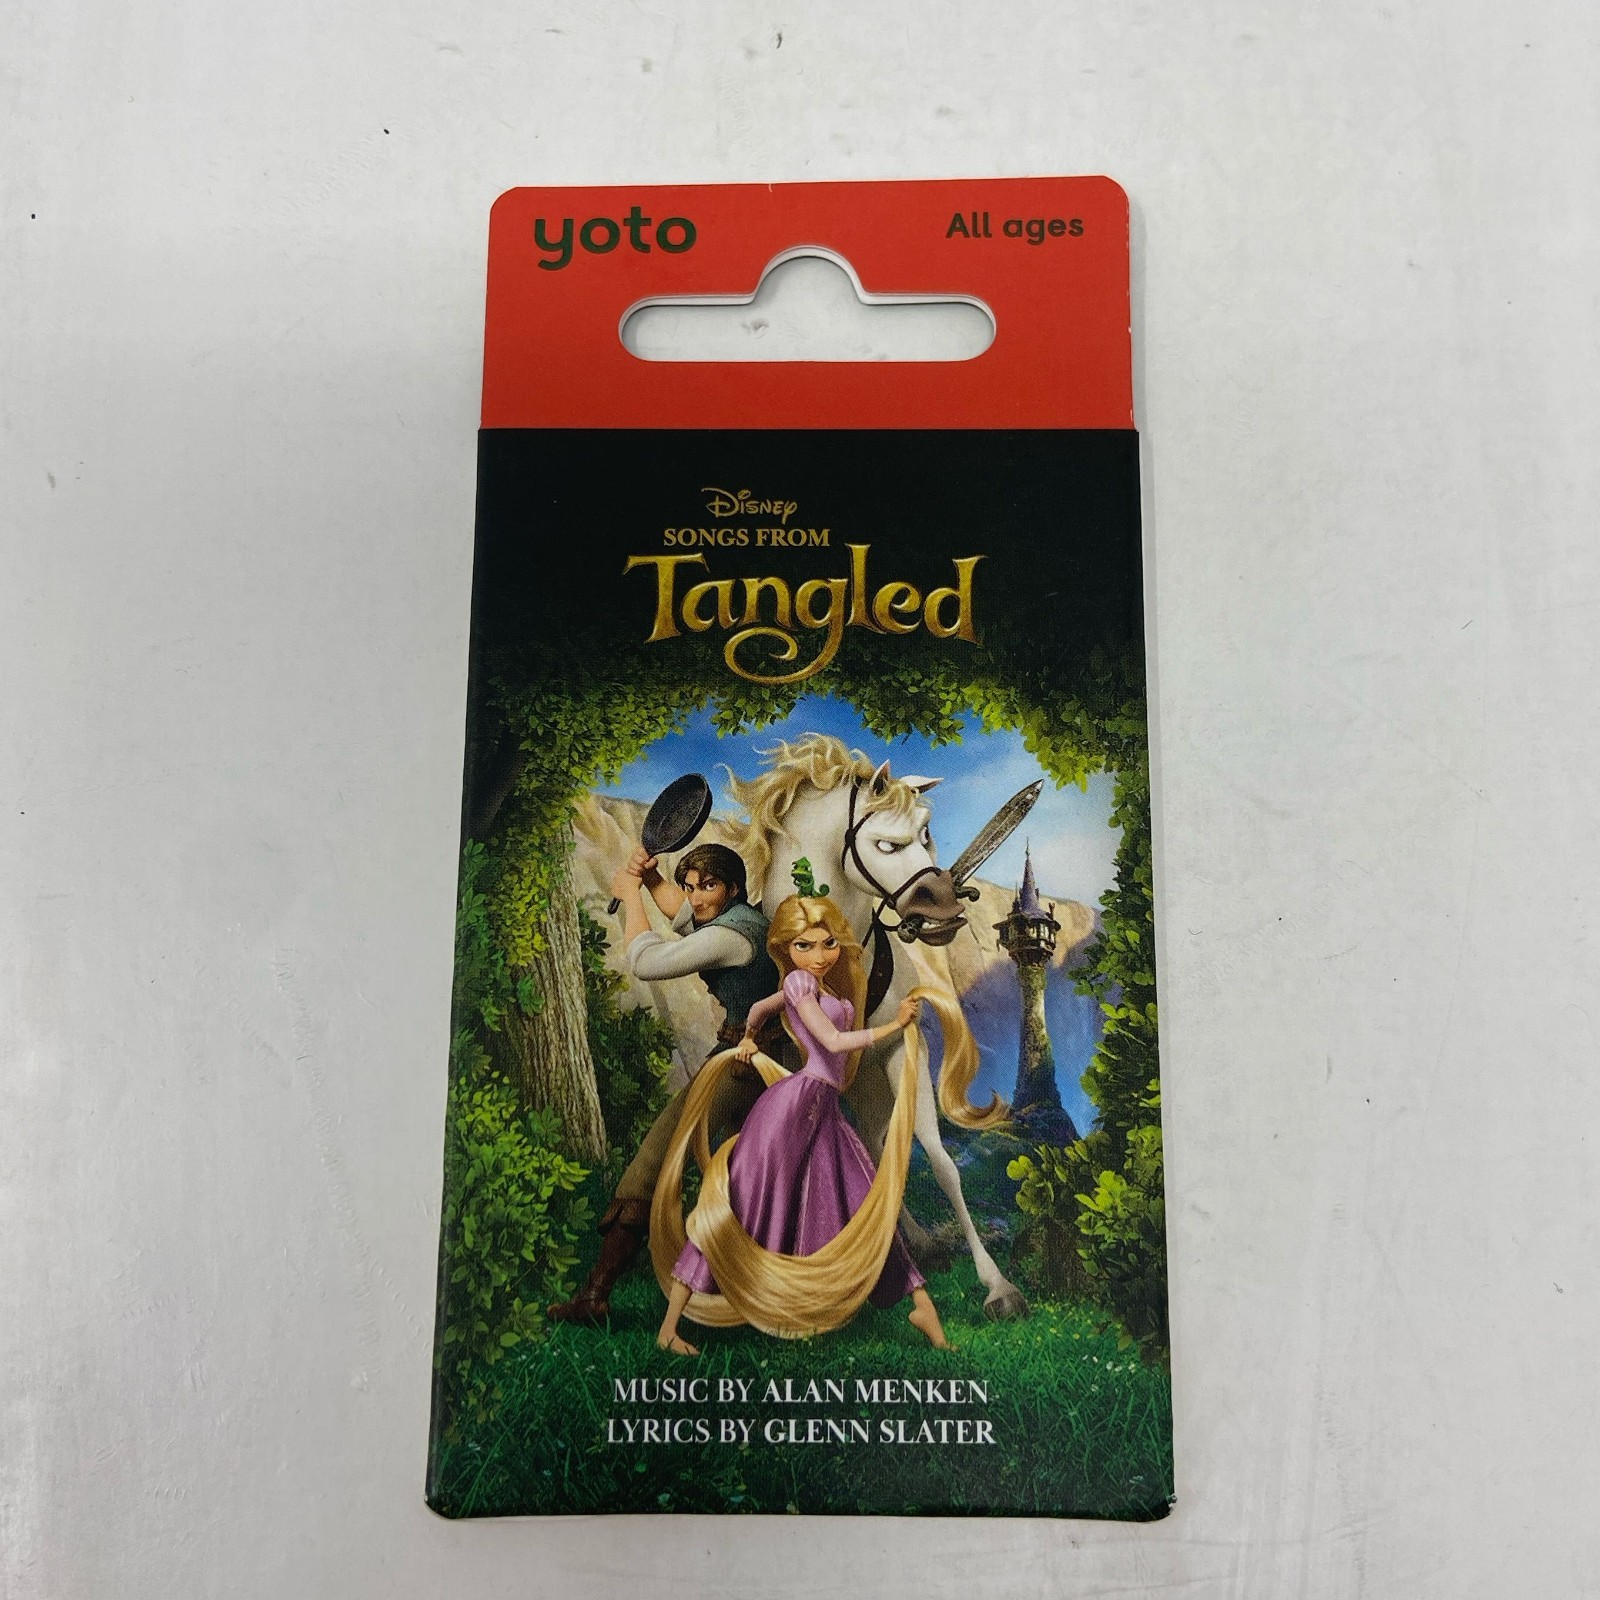 yoto
All ages
Disney
SONGS FROM
Tangled
MUSIC BY ALAN MENKEN
LYRICS BY GLENN SLATER